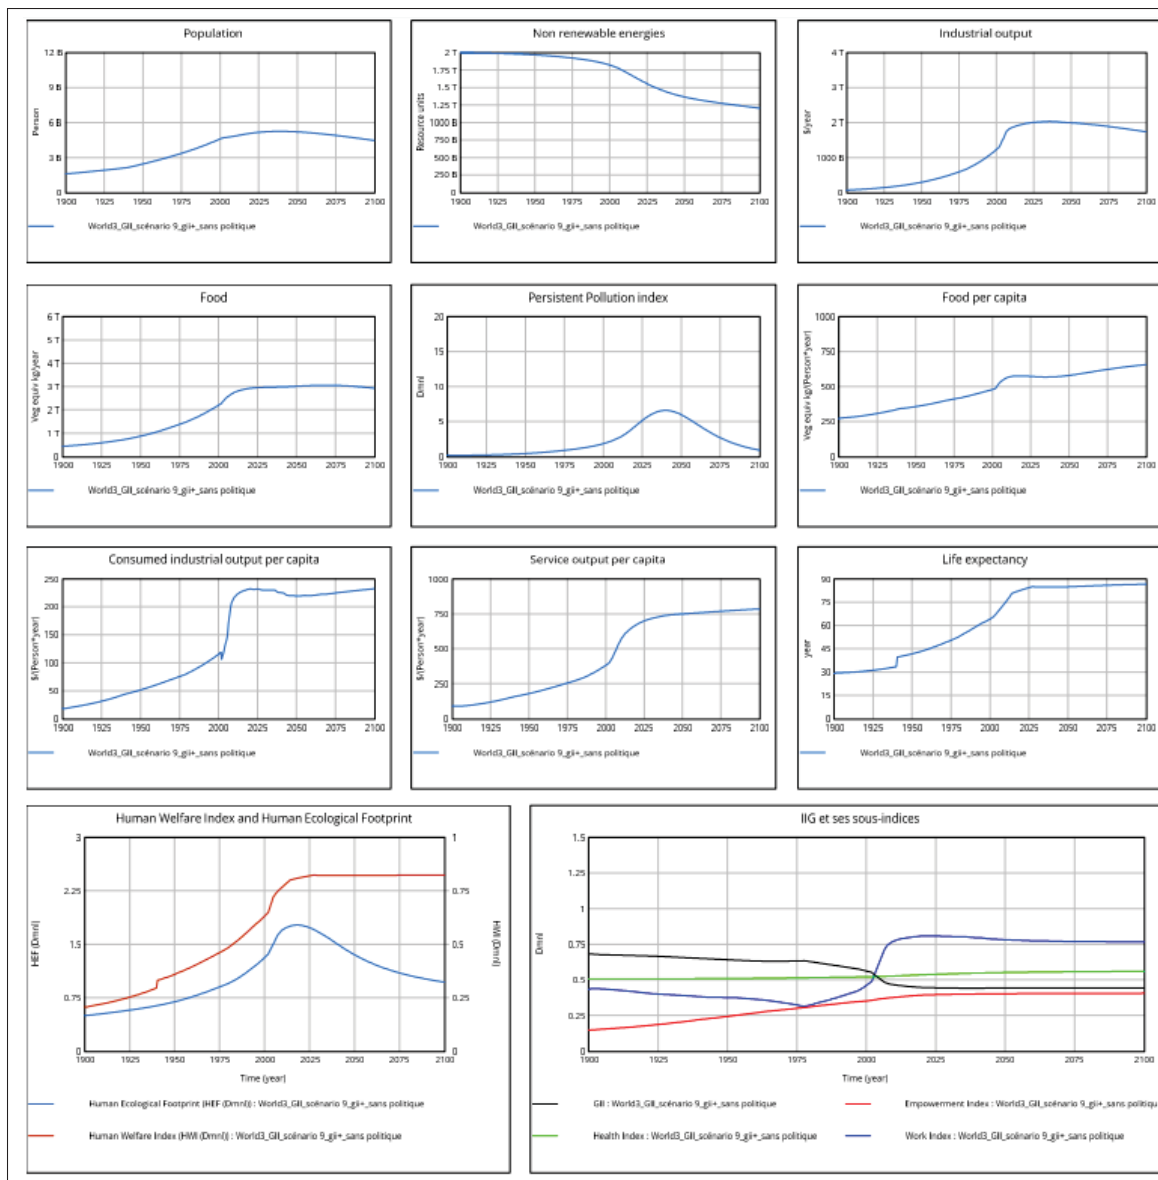 Population
12 B
9 B
6 B
3 B
0
Person
1900 1925 1950 1975 2000 2025 2050 2075 2100
World3_GII_scénario 9_gii+_sans politique
Non renewable energies
2 T
1.75 T
1.5 T
1.25 T
1000 B
750 B
500 B
250 B
0
Resource units
1900 1925 1950 1975 2000 2025 2050 2075 2100
World3_GII_scénario 9_gii+_sans politique
Industrial output
4 T
3 T
2 T
1000 B
0
$/year
1900 1925 1950 1975 2000 2025 2050 2075 2100
World3_GII_scénario 9_gii+_sans politique
Food
6 T
5 T
4 T
3 T
2 T
1 T
0
Veg equiv kg/year
1900 1925 1950 1975 2000 2025 2050 2075 2100
World3_GII_scénario 9_gii+_sans politique
Persistent Pollution index
20
15
10
5
0
Dmnl
1900 1925 1950 1975 2000 2025 2050 2075 2100
World3_GII_scénario 9_gii+_sans politique
Food per capita
1000
750
500
250
0
Veg equiv kg/(Person*year)
1900 1925 1950 1975 2000 2025 2050 2075 2100
World3_GII_scénario 9_gii+_sans politique
Consumed industrial output per capita
250
200
150
100
50
0
$/(Person*year)
1900 1925 1950 1975 2000 2025 2050 2075 2100
World3_GII_scénario 9_gii+_sans politique
Service output per capita
1000
750
500
250
0
$/(Person*year)
1900 1925 1950 1975 2000 2025 2050 2075 2100
World3_GII_scénario 9_gii+_sans politique
Life expectancy
90
75
60
45
30
15
0
year
1900 1925 1950 1975 2000 2025 2050 2075 2100
World3_GII_scénario 9_gii+_sans politique
Human Welfare Index and Human Ecological Footprint
3
2.25
1.5
0.75
0
HEF (Dmnl)
1
0.75
0.5
0.25
0
HWI (Dmnl)
1900 1925 1950 1975 2000 2025 2050 2075 2100
Time (year)
Human Ecological Footprint (HEF (Dmnl)) : World3_GII_scénario 9_gii+_sans politique
Human Welfare Index (HWI (Dmnl)) : World3_GII_scénario 9_gii+_sans politique
IIG et ses sous-indices
1.5
1.25
1
0.75
0.5
0.25
0
Dmnl
1900 1925 1950 1975 2000 2025 2050 2075 2100
Time (year)
GII : World3_GII_scénario 9_gii+_sans politique
Empowerment Index : World3_GII_scénario 9_gii+_sans politiqu
Health Index : World3_GII_scénario 9_gii+_sans politique
Work Index : World3_GII_scénario 9_gii+_sans politique